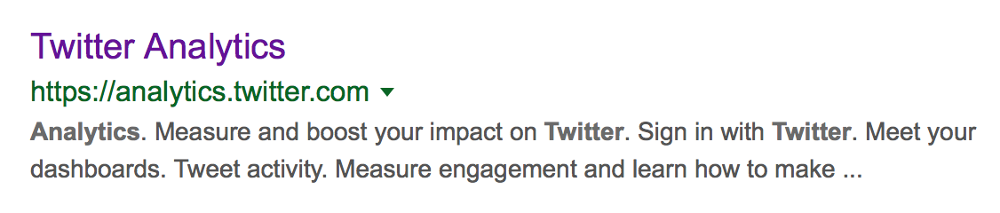 Twitter Analytics
https://analytics.twitter.com
Analytics. Measure and boost your impact on Twitter. Sign in with Twitter. Meet your
dashboards. Tweet activity. Measure engagement and learn how to make ...